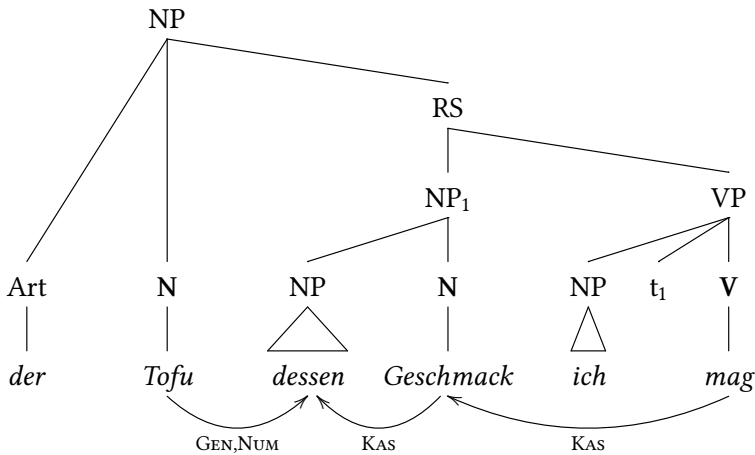 NP
RS
NP₁ VP
Art N NP N NP t₁ V
der Tofu dessen Geschmack ich mag
Gen,Num Kas Kas